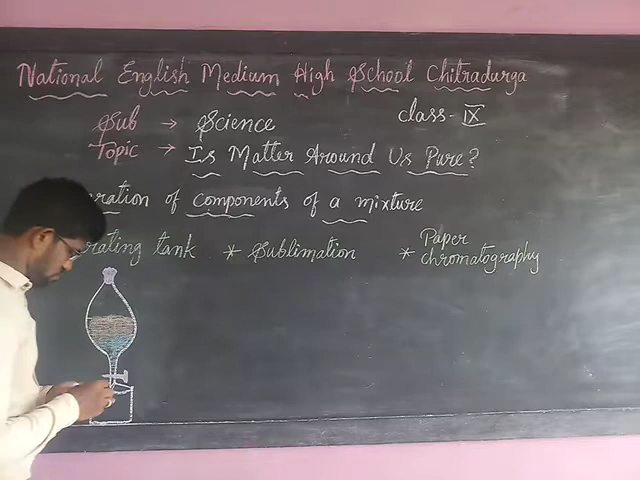 National English Medium High School Chitradurga
class- IX
Sub → Science
Topic → Is Matter Around Us Pure?
of components of a mixture
tank * Sublimation * Paper chromatography